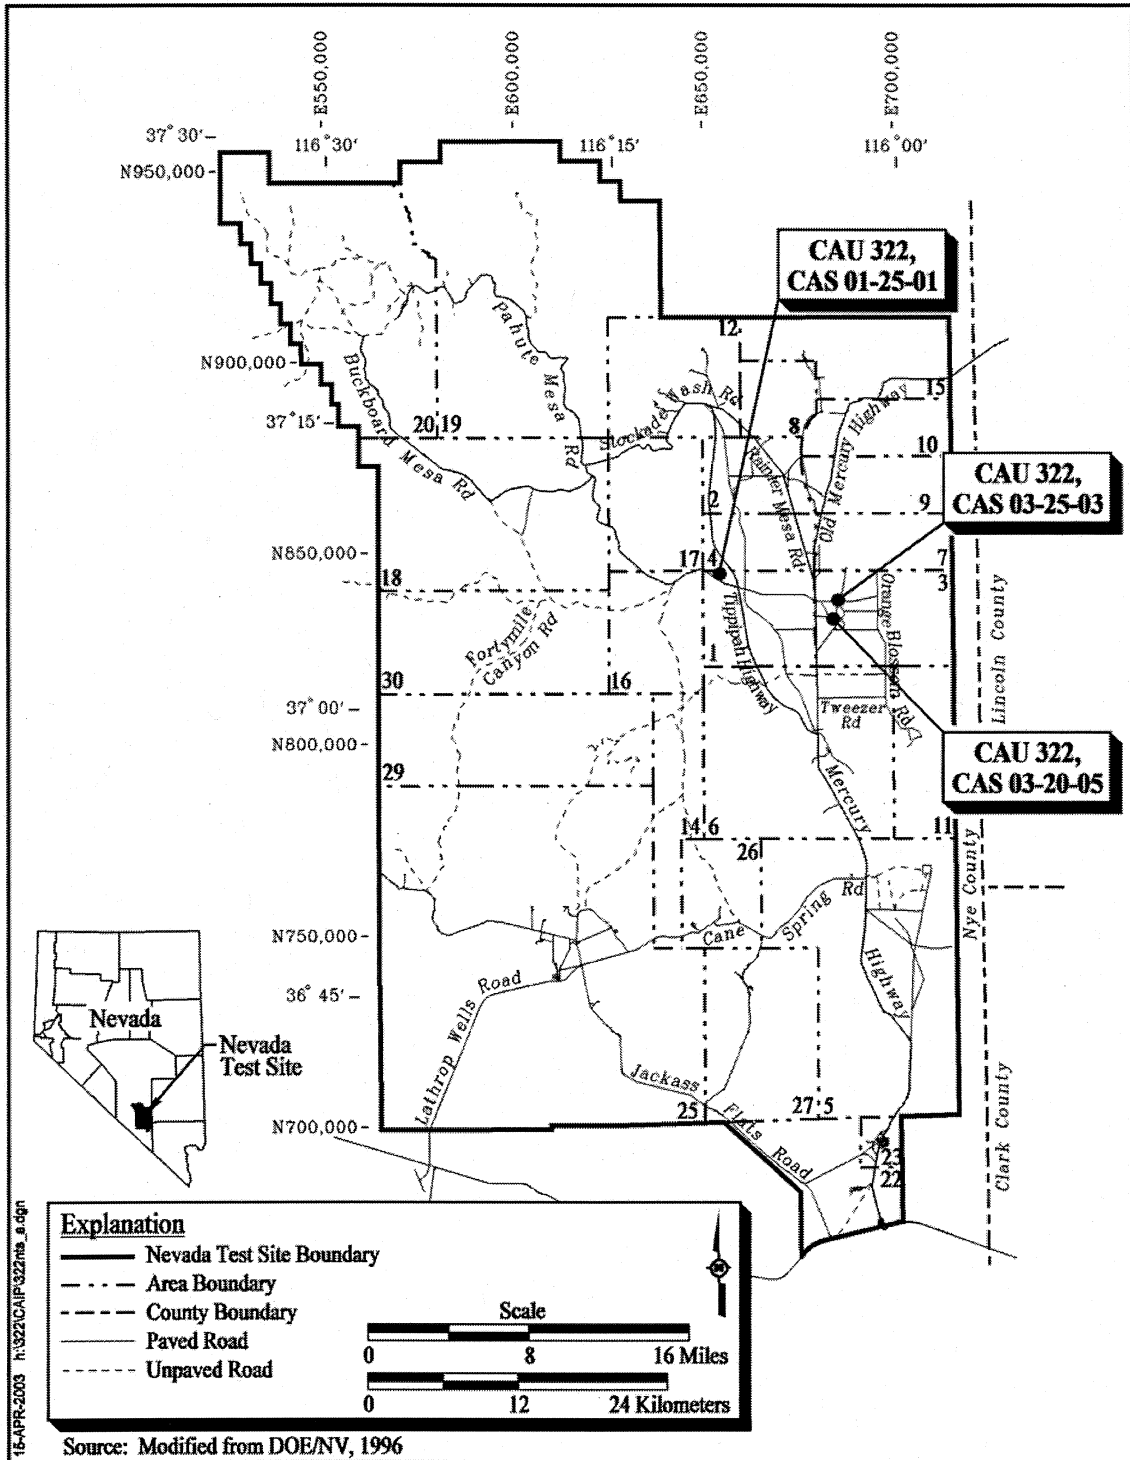 E550,000
E600,000
E650,000
E700,000
37° 30'
116° 30'
116° 15'
116° 00'
N950,000
CAU 322,
CAS 01-25-01
12
Pahute Mesa Rd
N900,000
Buckboard Mesa Rd
Stockade Wash Rd
15
37° 15'
20 19
8
Old Mercury Highway
10
Rainier Mesa Rd
CAU 322,
CAS 03-25-03
2
9
N850,000
17 4
7
18
3
Orange Blossom Rd
Lincoln County
Fortymile
Canyon Rd
Tippipah Highway
1
30
16
37° 00'
Tweezer
Rd
N800,000
CAU 322,
CAS 03-20-05
29
Mercury
Highway
14 6
11
26
Nye County
Cane Spring Rd
N750,000
36° 45'
Lathrop Wells Road
Nevada
Nevada
Test Site
Jackass Flats Road
Clark County
25
27 5
N700,000
23
22
Explanation
Nevada Test Site Boundary
Area Boundary
County Boundary
Paved Road
Unpaved Road
Scale
0 8 16 Miles
0 12 24 Kilometers
15-APR-2003 h:\322\CAIP\322nts_a.dgn
Source: Modified from DOE/NV, 1996